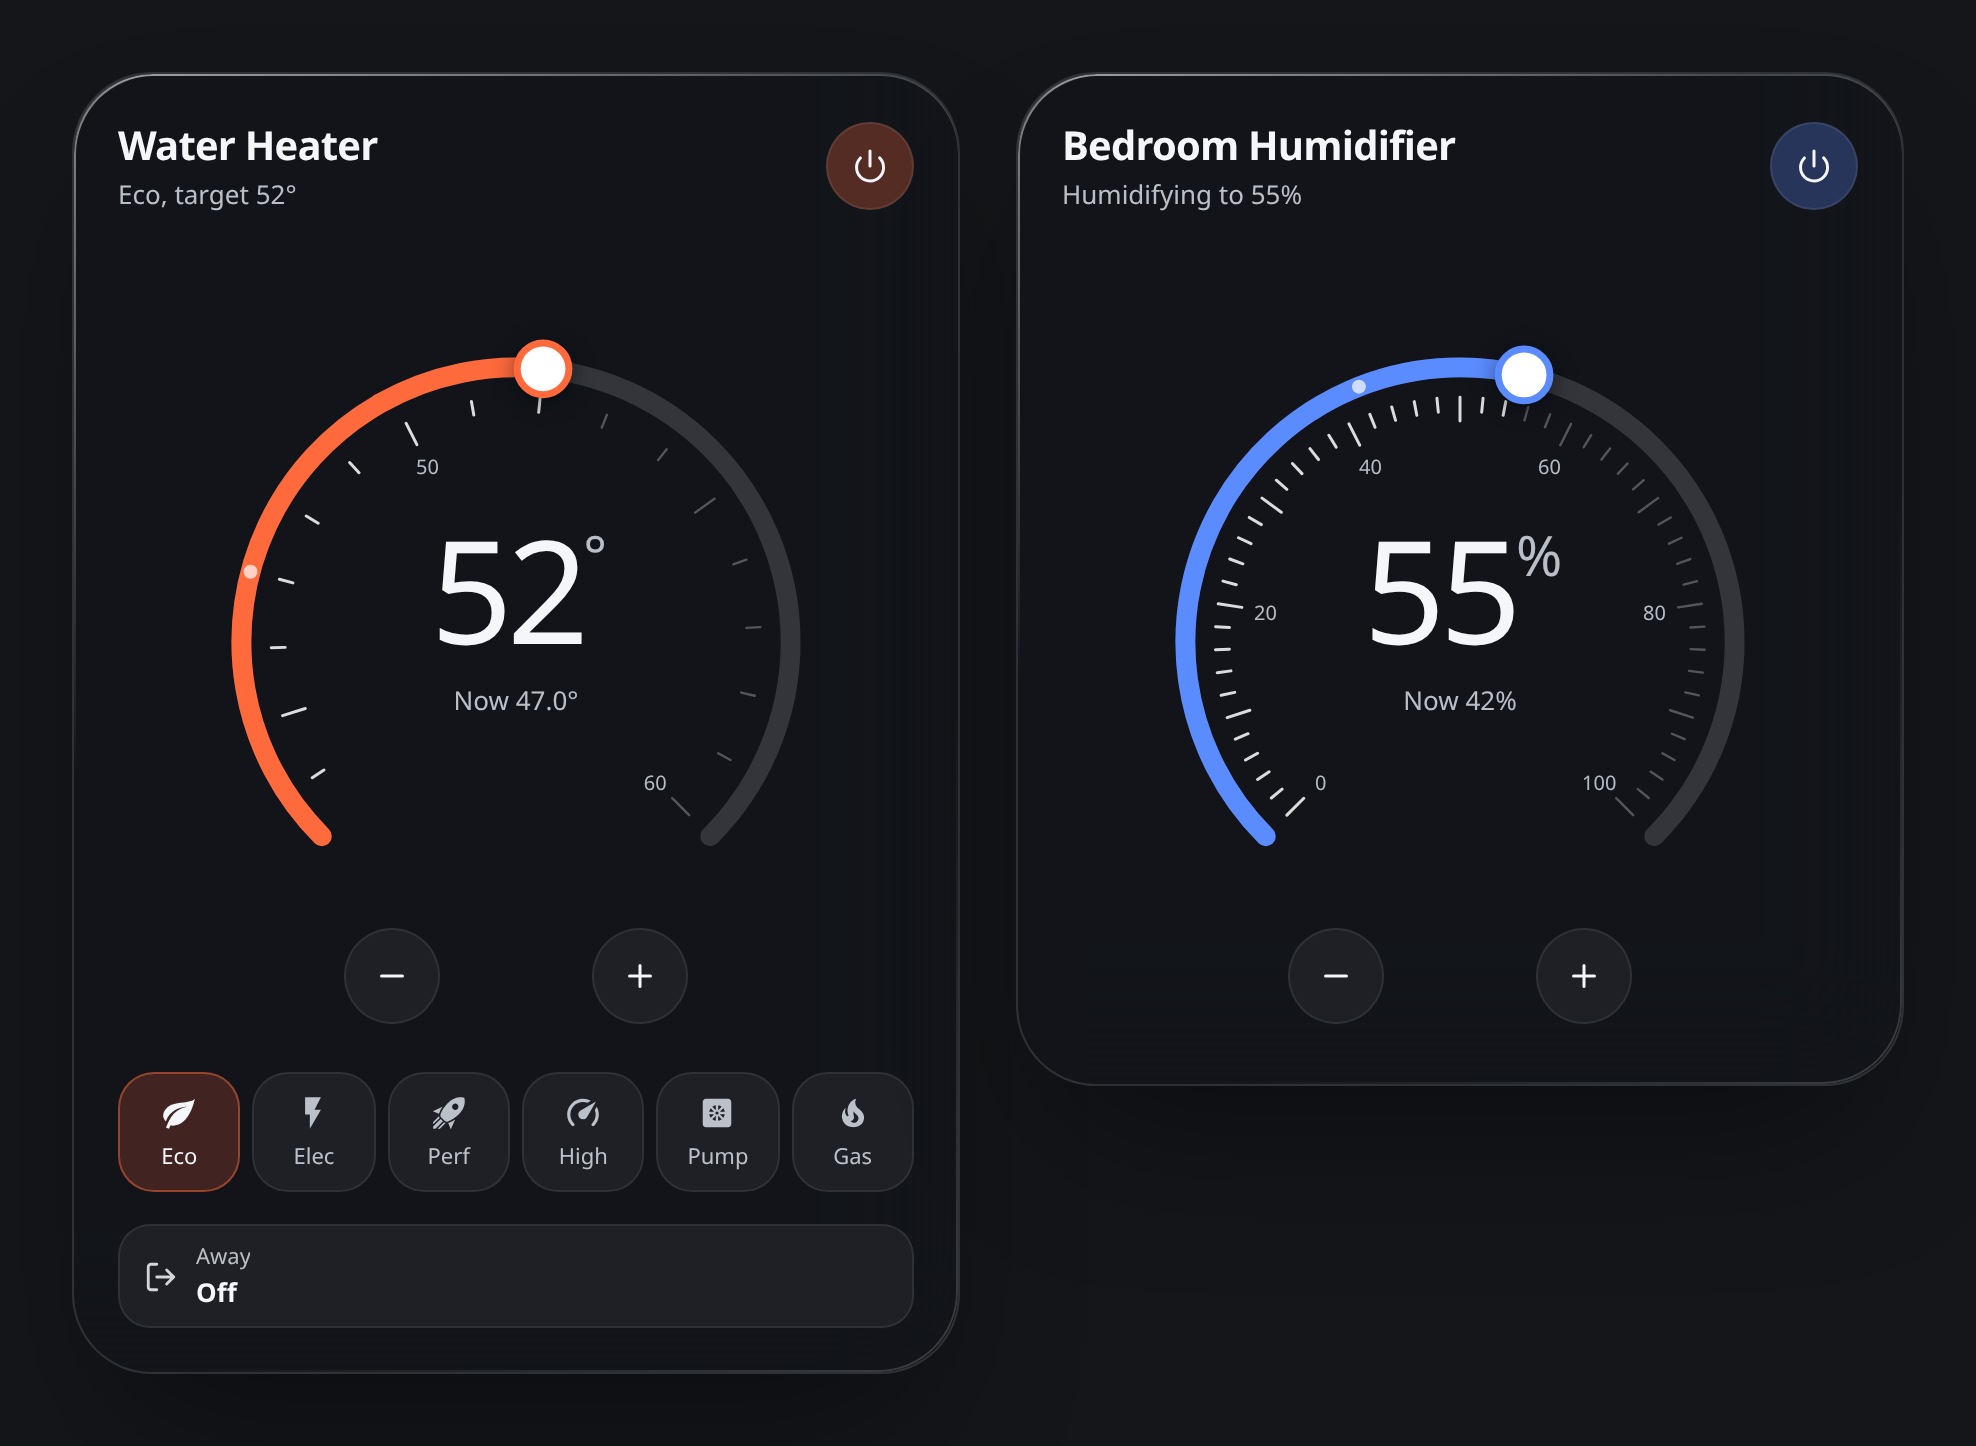 Water Heater
Eco, target 52°
50
52°
Now 47.0°
60
Eco
Elec
Perf
High
Pump
Gas
Away
Off
Bedroom Humidifier
Humidifying to 55%
40
60
55%
20
80
Now 42%
0
100